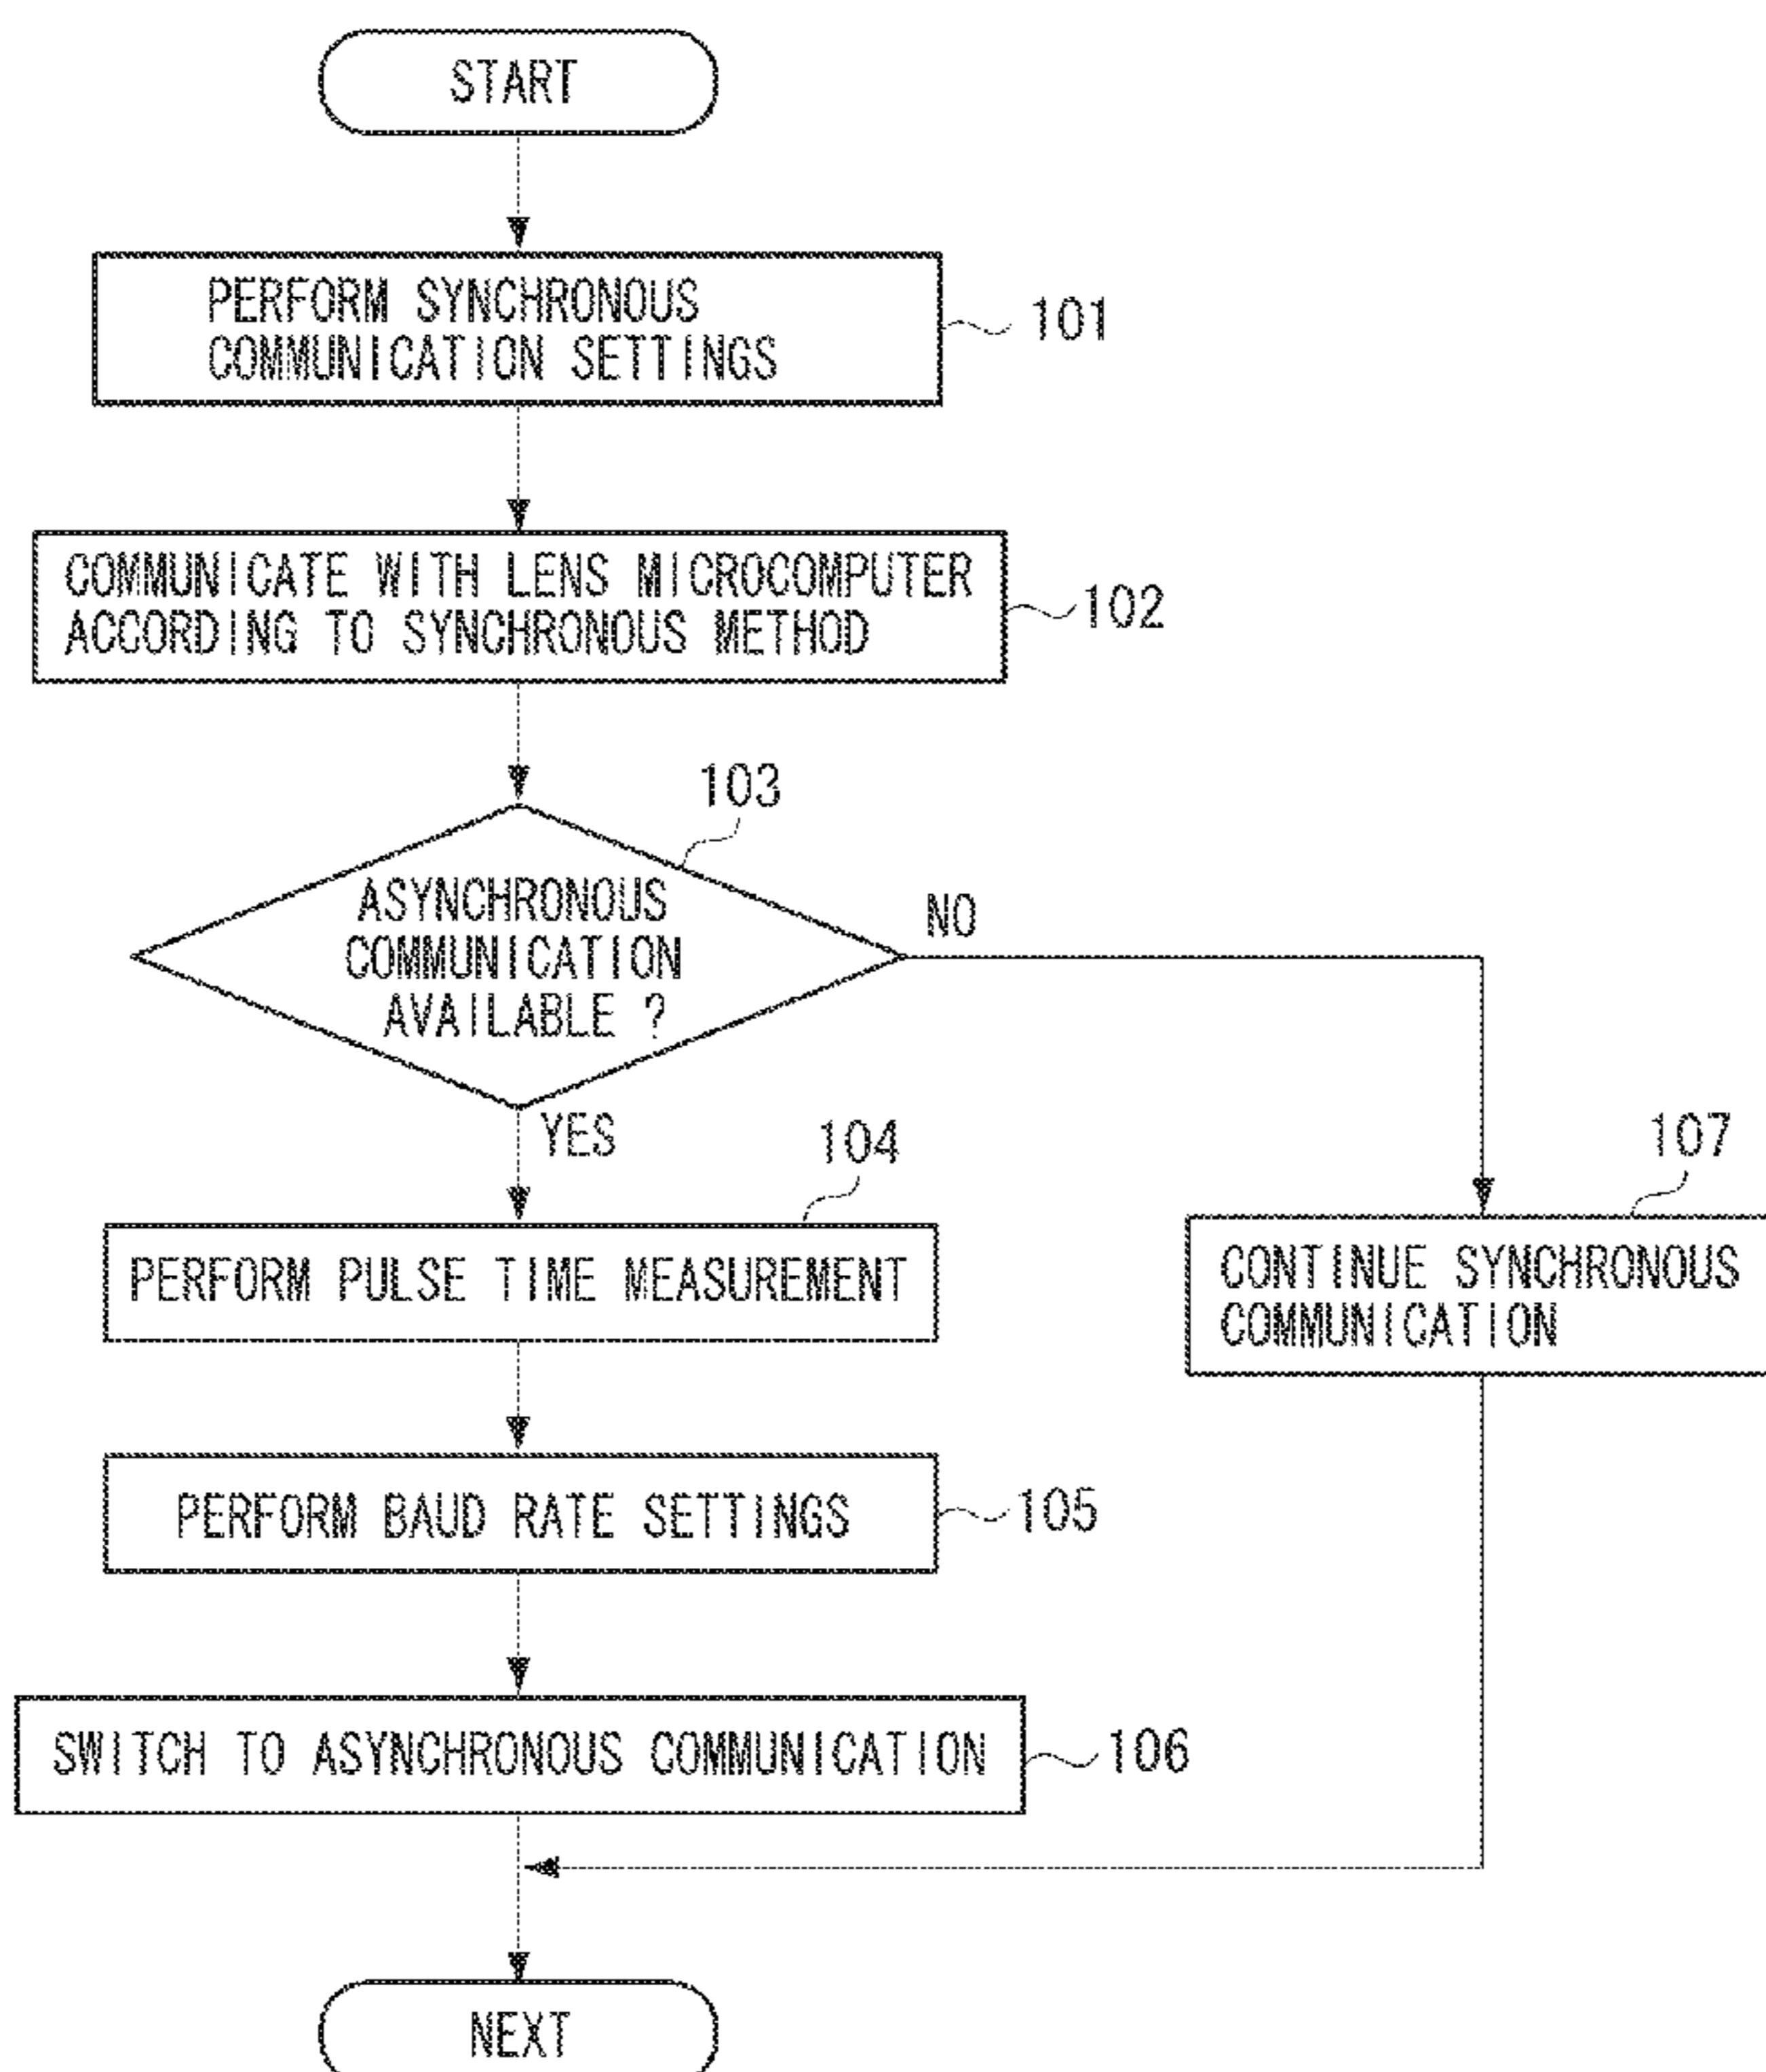 START
PERFORM SYNCHRONOUS
COMMUNICATION SETTINGS
101
COMMUNICATE WITH LENS MICROCOMPUTER
ACCORDING TO SYNCHRONOUS METHOD
102
103
ASYNCHRONOUS
COMMUNICATION
AVAILABLE ?
NO
YES
104
107
PERFORM PULSE TIME MEASUREMENT
CONTINUE SYNCHRONOUS
COMMUNICATION
PERFORM BAUD RATE SETTINGS
105
SWITCH TO ASYNCHRONOUS COMMUNICATION
106
NEXT